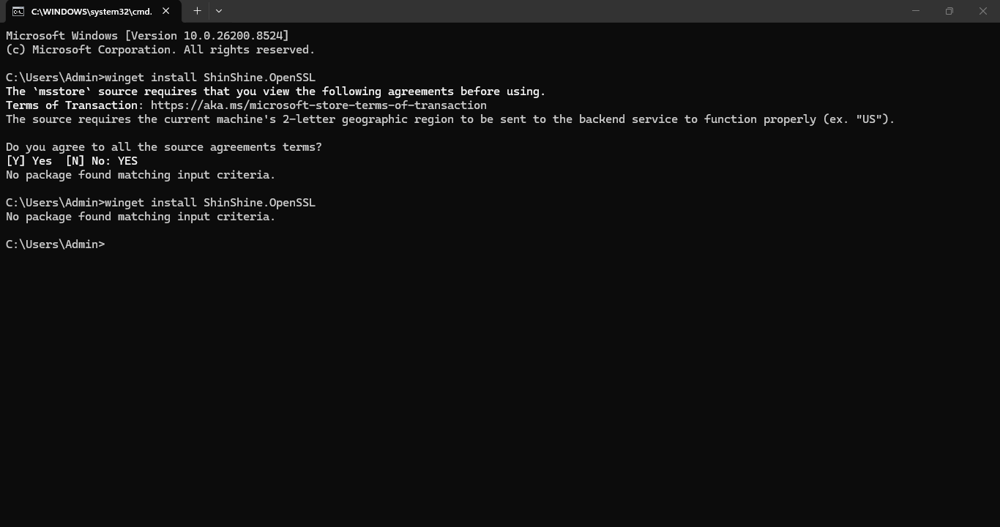 C:\WINDOWS\system32\cmd.
Microsoft Windows [Version 10.0.26200.8524]
(c) Microsoft Corporation. All rights reserved.
C:\Users\Admin>winget install ShinShine.OpenSSL
The `msstore` source requires that you view the following agreements before using.
Terms of Transaction: https://aka.ms/microsoft-store-terms-of-transaction
The source requires the current machine's 2-letter geographic region to be sent to the backend service to function properly (ex. "US").
Do you agree to all the source agreements terms?
[Y] Yes  [N] No: YES
No package found matching input criteria.
C:\Users\Admin>winget install ShinShine.OpenSSL
No package found matching input criteria.
C:\Users\Admin>